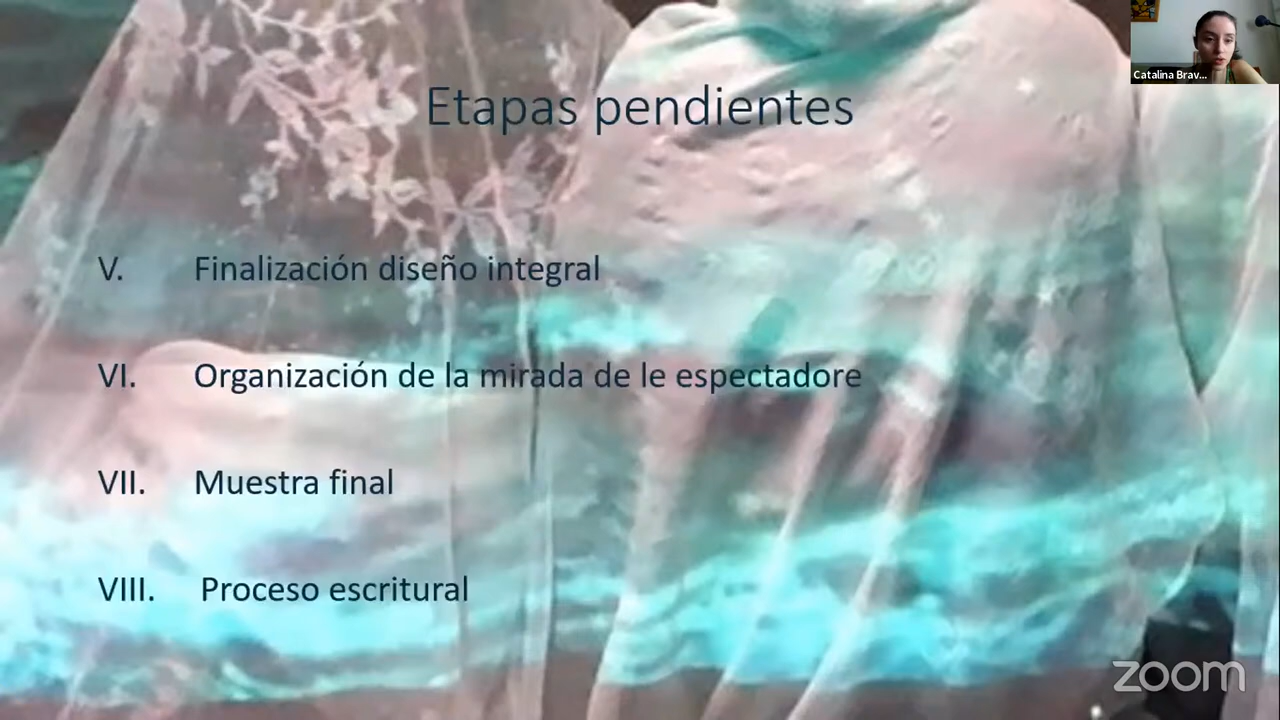 Catalina Brav...
Etapas pendientes
V. Finalización diseño integral
VI. Organización de la mirada de le espectadore
VII. Muestra final
VIII. Proceso escritural
zoom